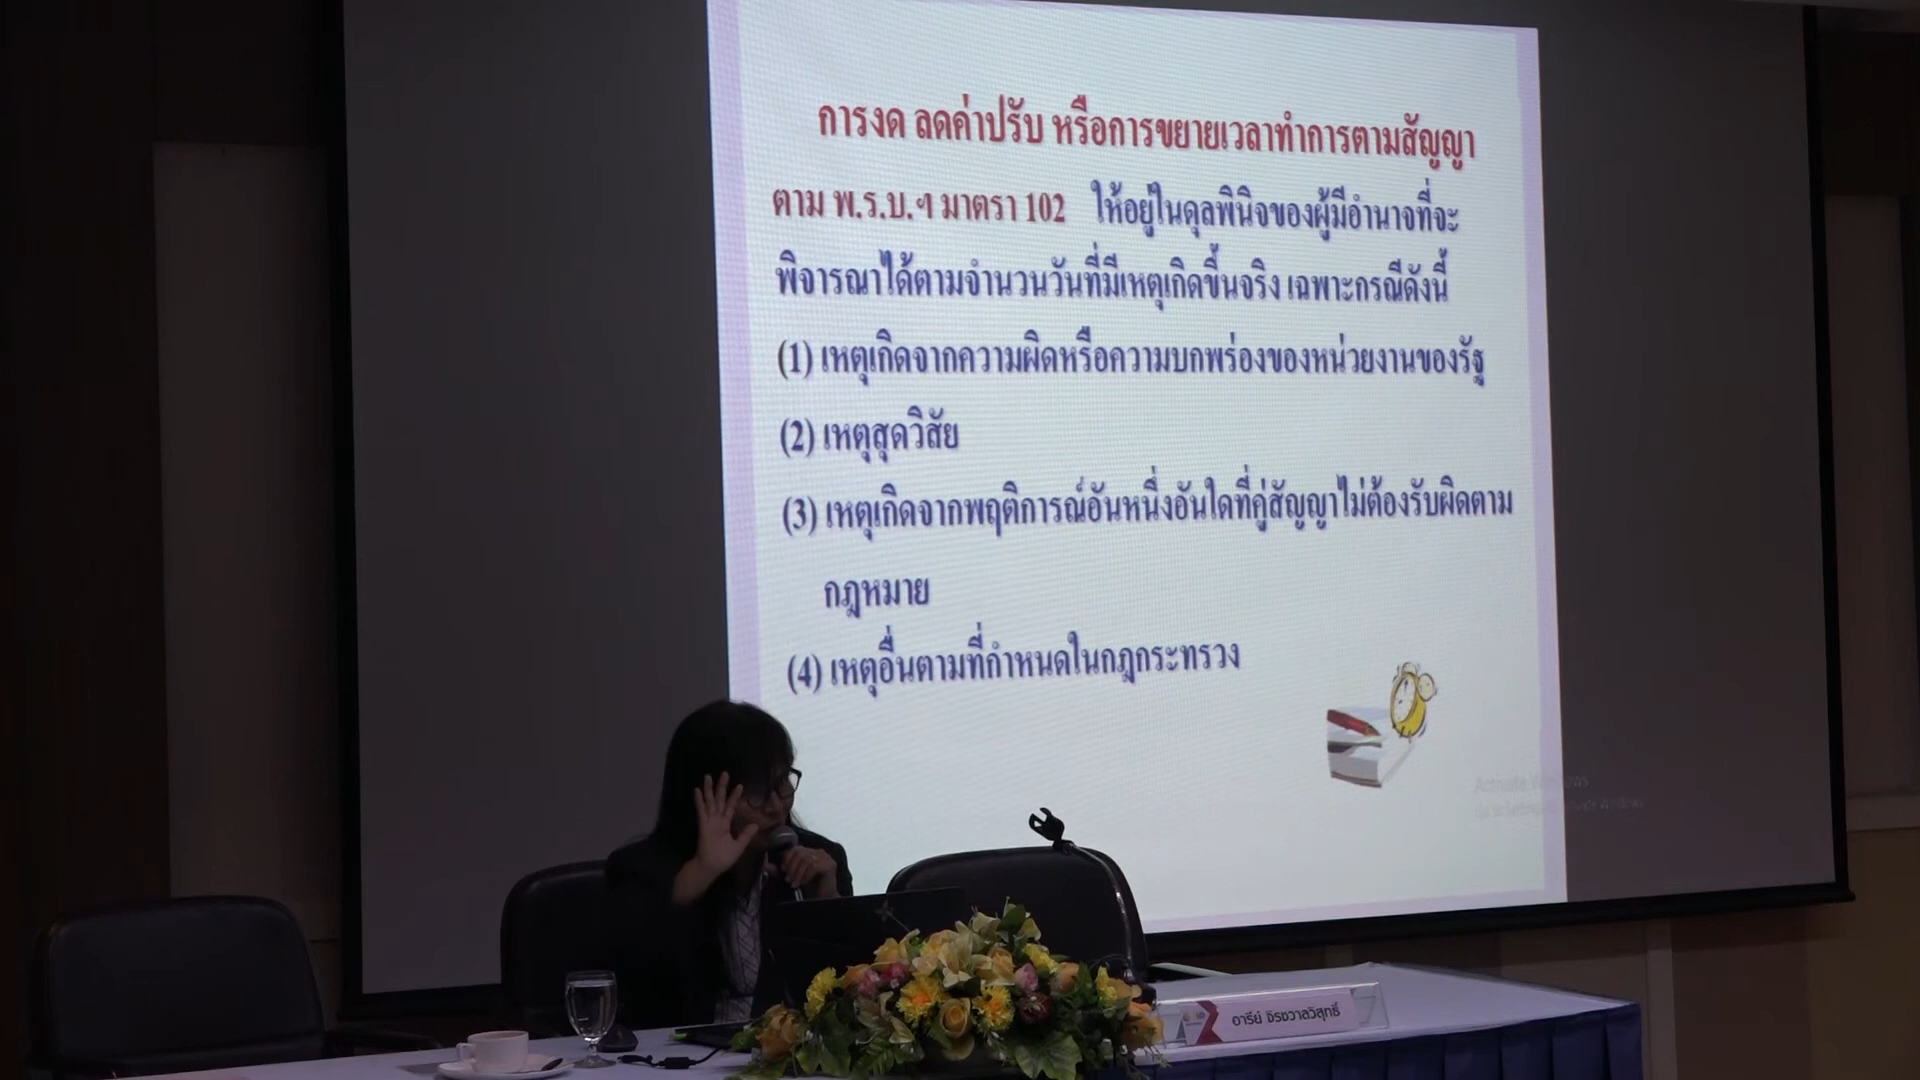 การงด ลดค่าปรับ หรือการขยายเวลาทำการตามสัญญา
ตาม พ.ร.บ.ฯ มาตรา 102 ให้อยู่ในดุลพินิจของผู้มีอำนาจที่จะ
พิจารณาได้ตามจำนวนวันที่มีเหตุเกิดขึ้นจริง เฉพาะกรณีดังนี้
(1) เหตุเกิดจากความผิดหรือความบกพร่องของหน่วยงานของรัฐ
(2) เหตุสุดวิสัย
(3) เหตุเกิดจากพฤติการณ์อันหนึ่งอันใดที่คู่สัญญาไม่ต้องรับผิดตาม
กฎหมาย
(4) เหตุอื่นตามที่กำหนดในกฎกระทรวง
Activate Windows
อารีย์ จิรชวาลวิสุทธิ์